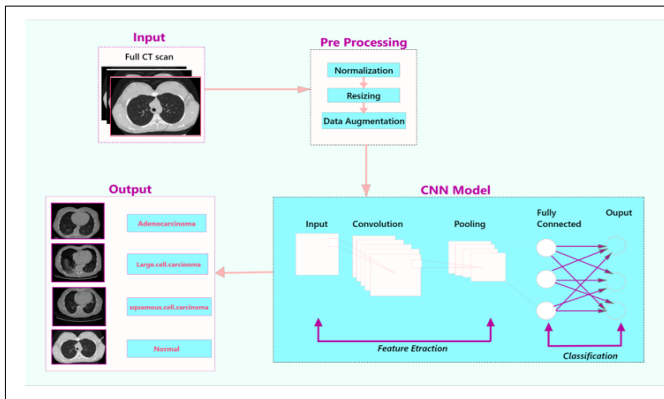 Input
Full CT scan
Pre Processing
Normalization
Resizing
Data Augmentation
CNN Model
Input
Convolution
Pooling
Fully
Connected
Ouput
Feature Etraction
Classification
Output
Adenocarcinoma
Large.cell.carcinoma
squamous.cell.carcinoma
Normal